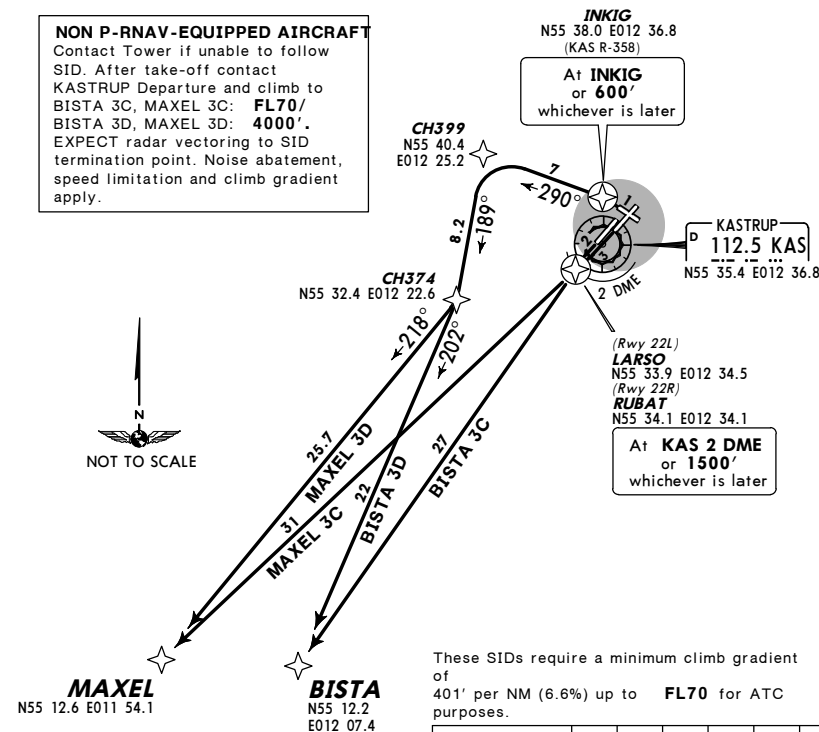 NON P-RNAV-EQUIPPED AIRCRAFT
Contact Tower if unable to follow
SID. After take-off contact
KASTRUP Departure and climb to
BISTA 3C, MAXEL 3C: FL70/
BISTA 3D, MAXEL 3D: 4000'.
EXPECT radar vectoring to SID
termination point. Noise abatement,
speed limitation and climb gradient
apply.
INKIG
N55 38.0 E012 36.8
(KAS R-358)
At INKIG
or 600'
whichever is later
CH399
N55 40.4
E012 25.2
7
290°
189°
8.2
1
D
KASTRUP
112.5 KAS
N55 35.4 E012 36.8
2 DME
CH374
N55 32.4 E012 22.6
218°
202°
(Rwy 22L)
LARSO
N55 33.9 E012 34.5
(Rwy 22R)
RUBAT
N55 34.1 E012 34.1
At KAS 2 DME
or 1500'
whichever is later
N
NOT TO SCALE
25.7
MAXEL 3D
31
MAXEL 3C
22
BISTA 3D
27
BISTA 3C
MAXEL
N55 12.6 E011 54.1
BISTA
N55 12.2
E012 07.4
These SIDs require a minimum climb gradient
of
401' per NM (6.6%) up to FL70 for ATC
purposes.